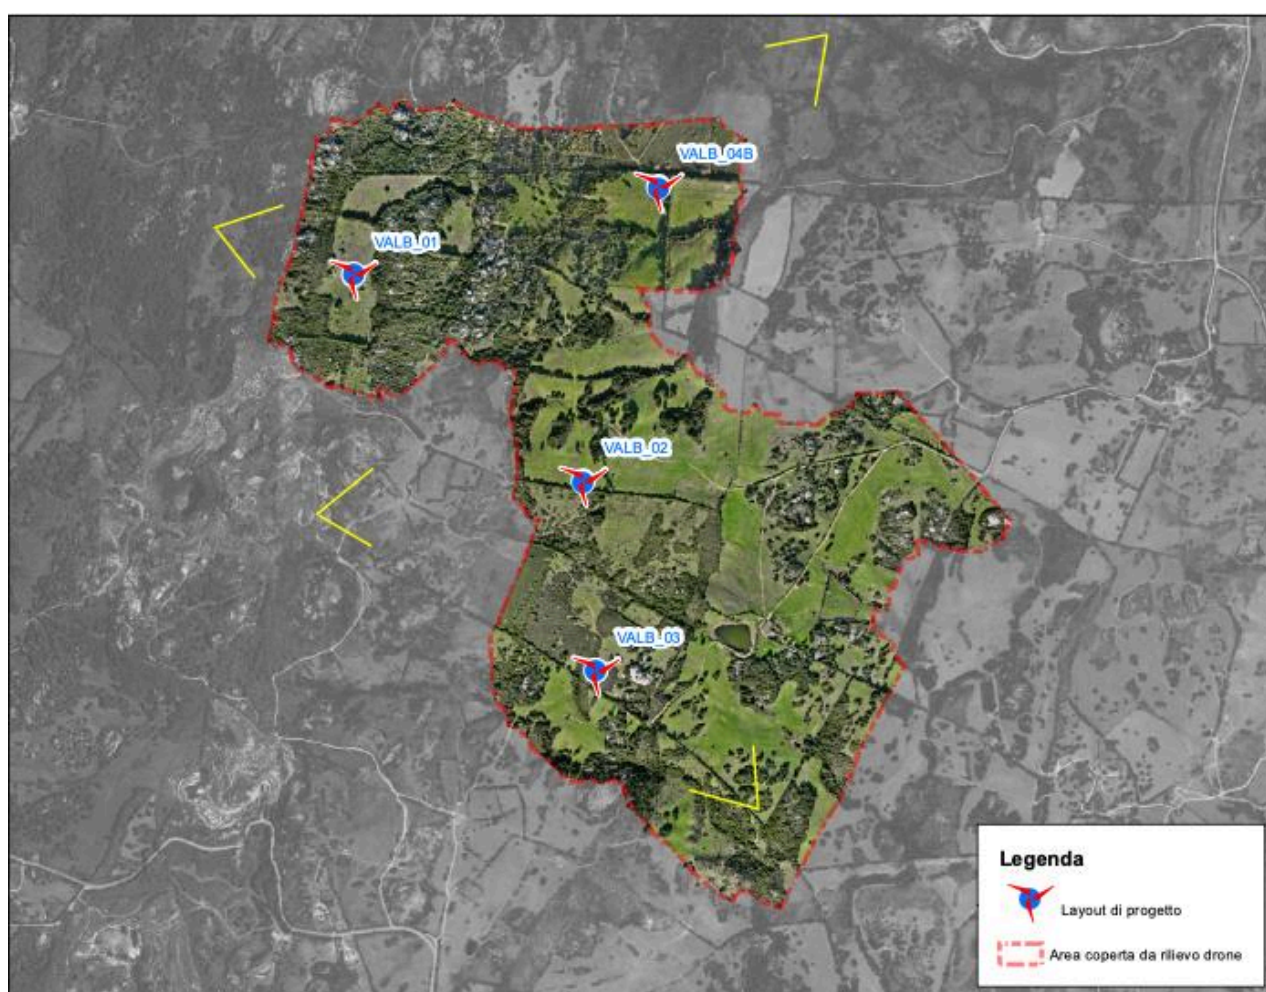 VALB_04B
VALB_01
VALB_02
VALB_03
Legenda
Layout di progetto
Area coperta da rilievo drone